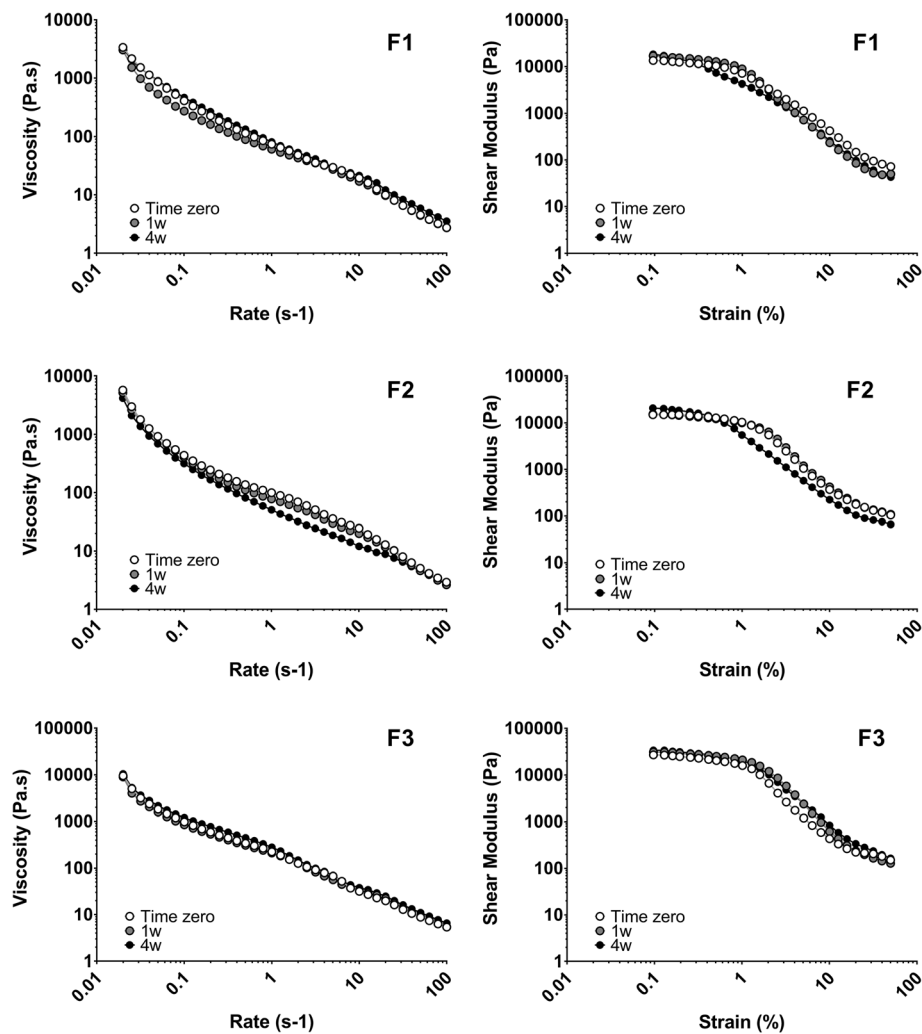 F1
Viscosity (Pa.s)
10000
1000
100
10
1
Time zero
1w
4w
0.01
0.1
1
10
100
Rate (s-1)
F1
Shear Modulus (Pa)
100000
10000
1000
100
10
1
Time zero
1w
4w
0.01
0.1
1
10
100
Strain (%)
F2
Viscosity (Pa.s)
10000
1000
100
10
1
Time zero
1w
4w
0.01
0.1
1
10
100
Rate (s-1)
F2
Shear Modulus (Pa)
100000
10000
1000
100
10
1
Time zero
1w
4w
0.01
0.1
1
10
100
Strain (%)
F3
Viscosity (Pa.s)
100000
10000
1000
100
10
1
Time zero
1w
4w
0.01
0.1
1
10
100
Rate (s-1)
F3
Shear Modulus (Pa)
100000
10000
1000
100
10
1
Time zero
1w
4w
0.01
0.1
1
10
100
Strain (%)